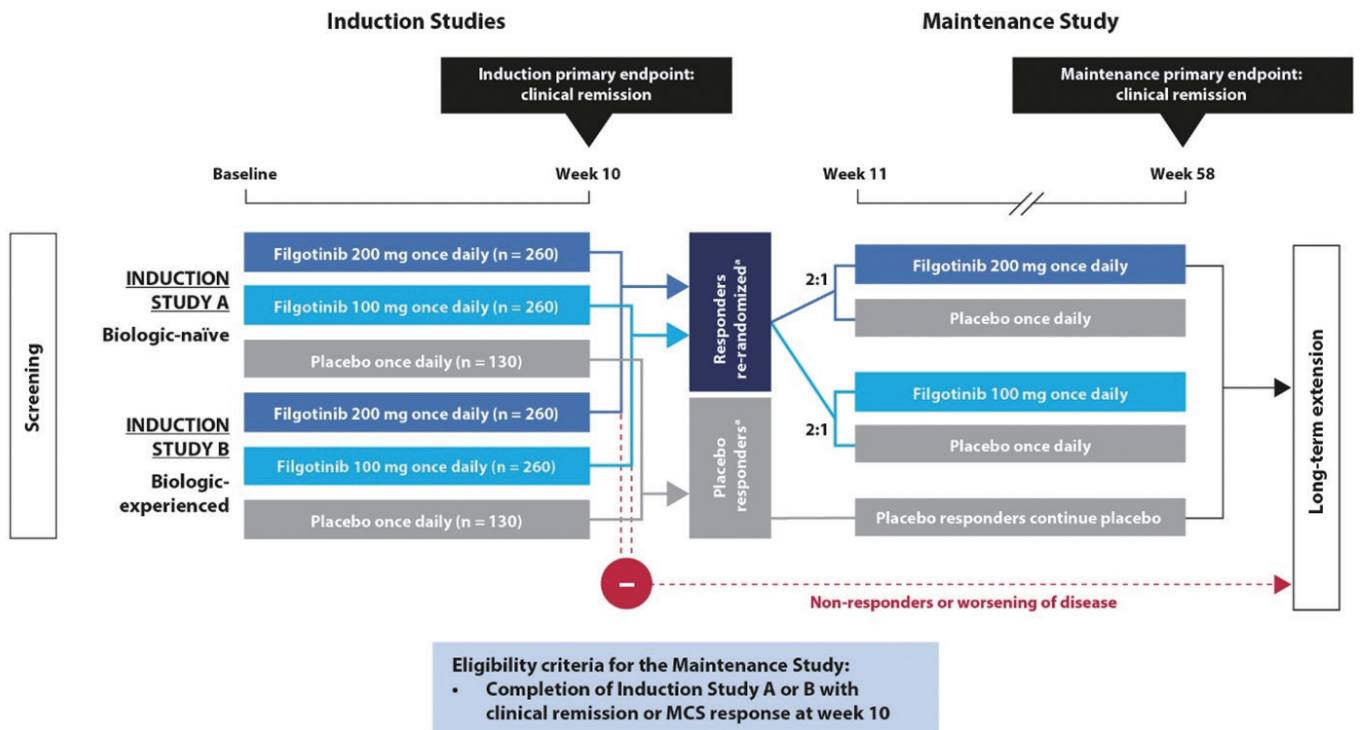 Induction Studies
Maintenance Study
Induction primary endpoint:
clinical remission
Maintenance primary endpoint:
clinical remission
Baseline
Week 10
Week 11
Week 58
Screening
INDUCTION
STUDY A
Biologic-naïve
Filgotinib 200 mg once daily (n = 260)
Filgotinib 100 mg once daily (n = 260)
Placebo once daily (n = 130)
INDUCTION
STUDY B
Biologic-
experienced
Filgotinib 200 mg once daily (n = 260)
Filgotinib 100 mg once daily (n = 260)
Placebo once daily (n = 130)
Responders
re-randomizedᵃ
Placebo
respondersᵃ
2:1
Filgotinib 200 mg once daily
Placebo once daily
2:1
Filgotinib 100 mg once daily
Placebo once daily
Placebo responders continue placebo
Long-term extension
–
Non-responders or worsening of disease
Eligibility criteria for the Maintenance Study:
• Completion of Induction Study A or B with
clinical remission or MCS response at week 10